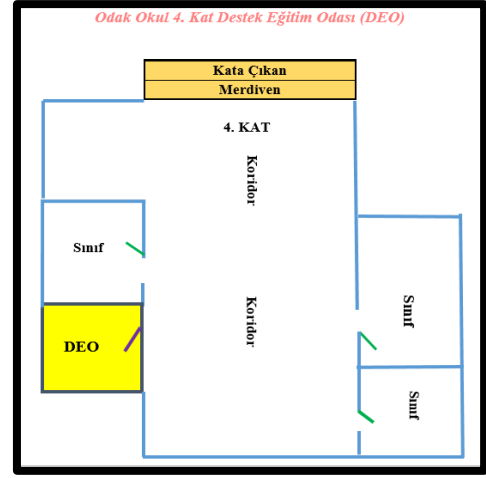 Odak Okul 4. Kat Destek Eğitim Odası (DEO)
Kata Çıkan
Merdiven
4. KAT
Koridor
Sınıf
Koridor
Sınıf
DEO
Sınıf